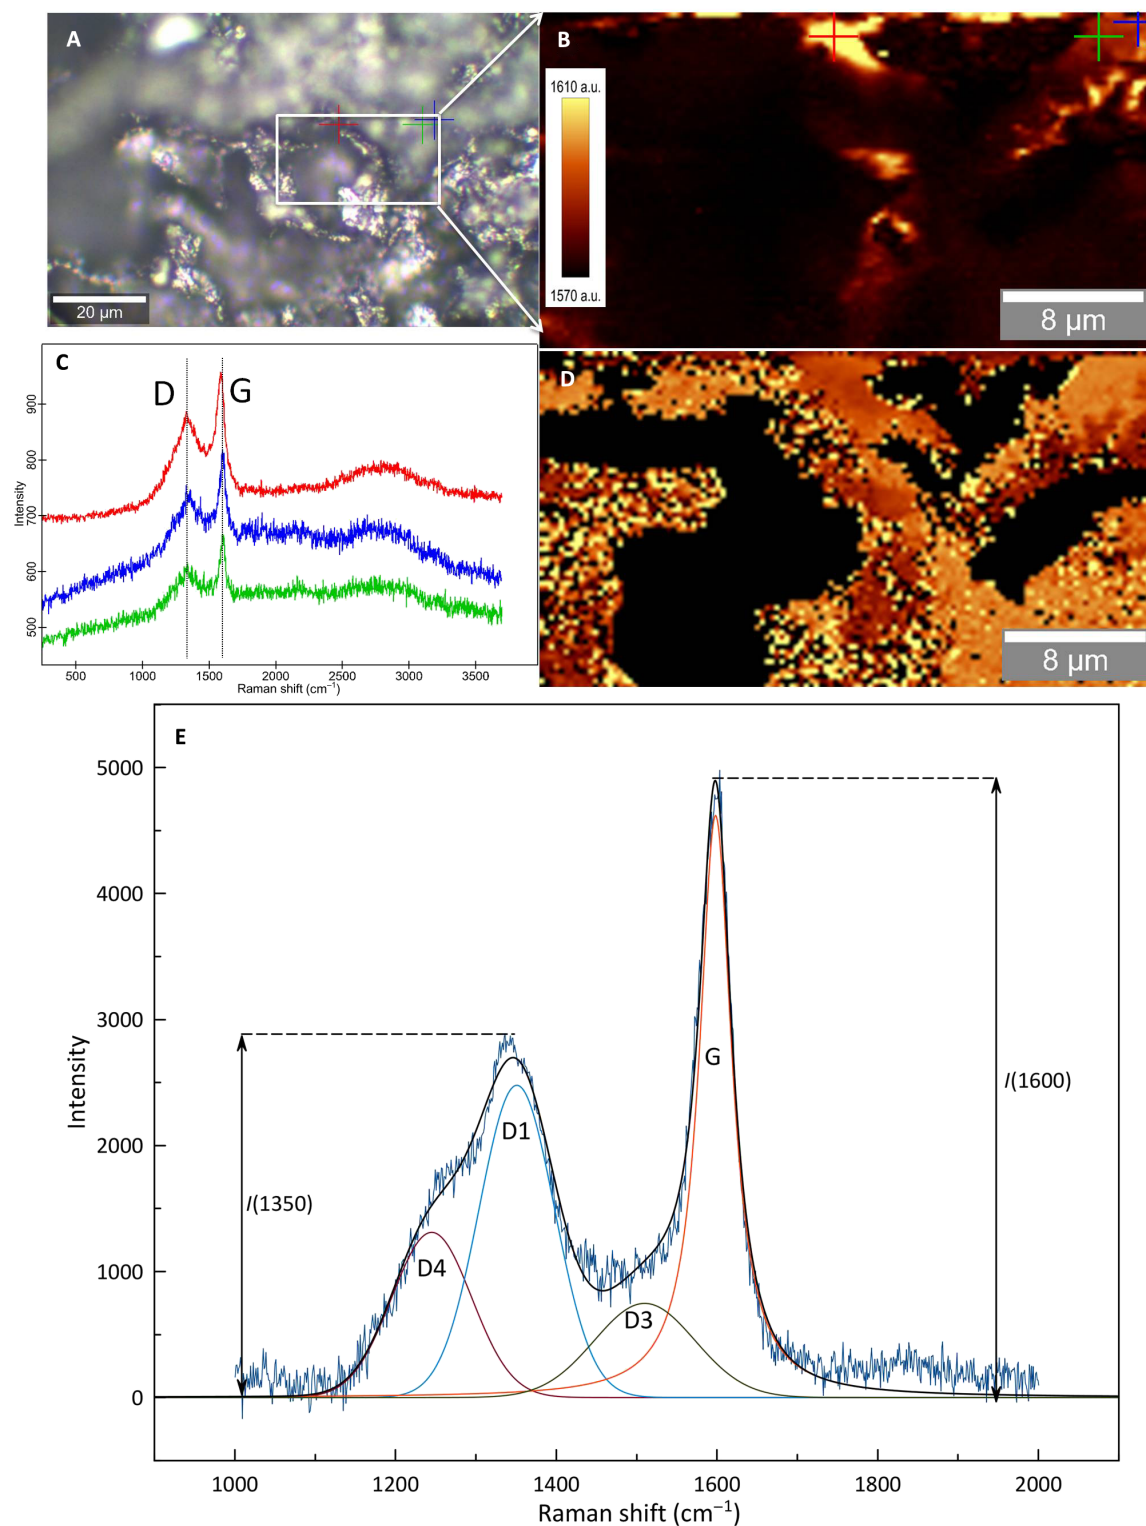 A
20 µm
B
1610 a.u.
1570 a.u.
8 µm
C
D
G
900
800
700
600
500
Intensity
500 1000 1500 2000 2500 3000 3500
Raman shift (cm⁻¹)
D
8 µm
E
5000
4000
3000
2000
1000
0
Intensity
I(1350)
D4
D1
D3
G
I(1600)
1000 1200 1400 1600 1800 2000
Raman shift (cm⁻¹)